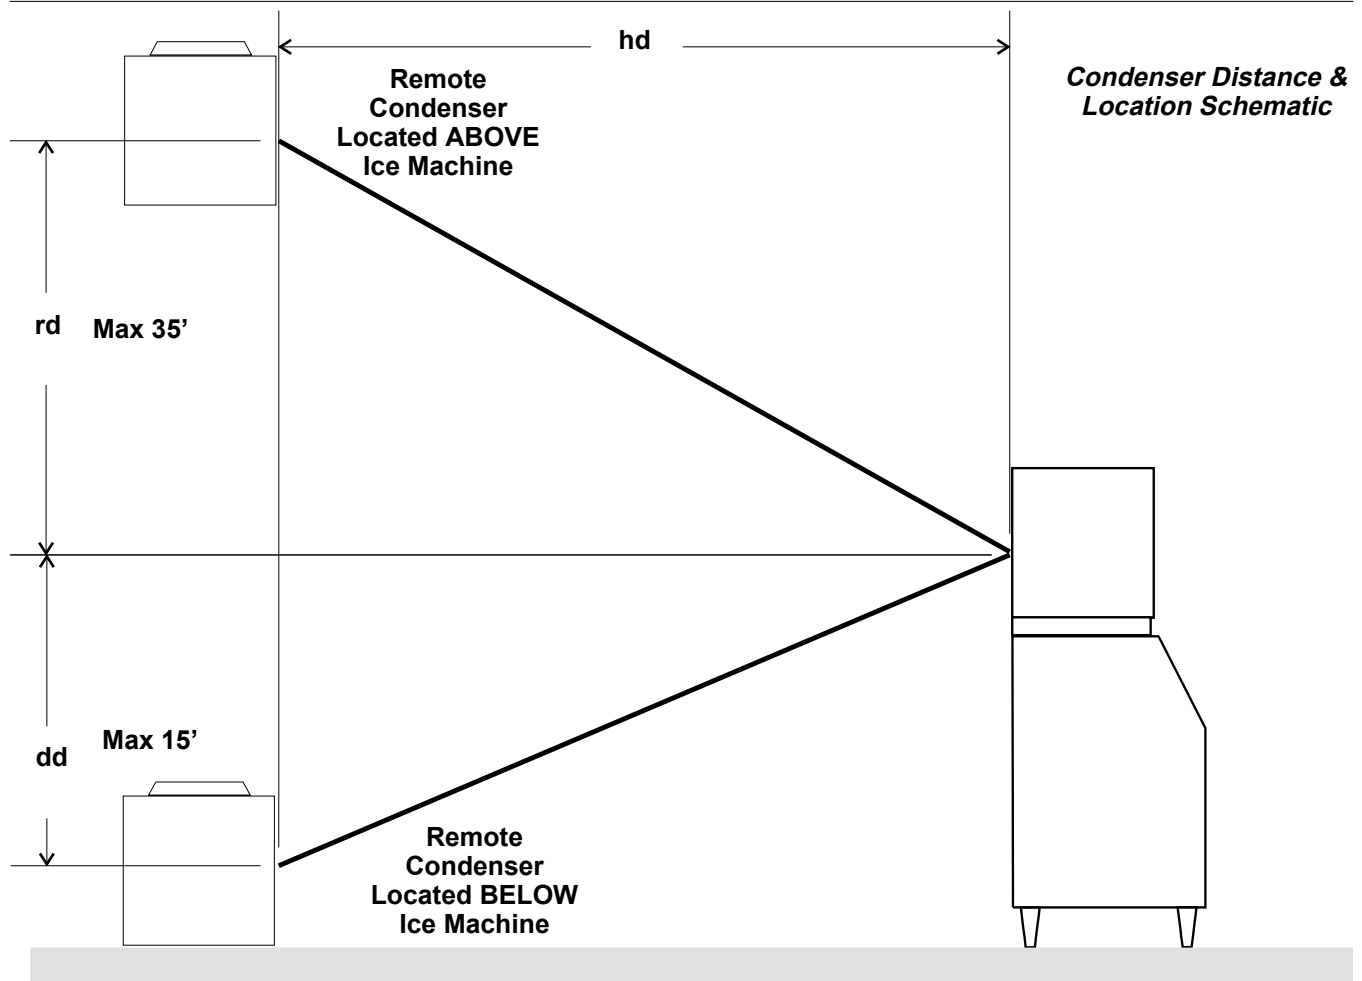 hd
Remote
Condenser
Located ABOVE
Ice Machine
Condenser Distance &
Location Schematic
rd
Max 35’
Max 15’
dd
Remote
Condenser
Located BELOW
Ice Machine